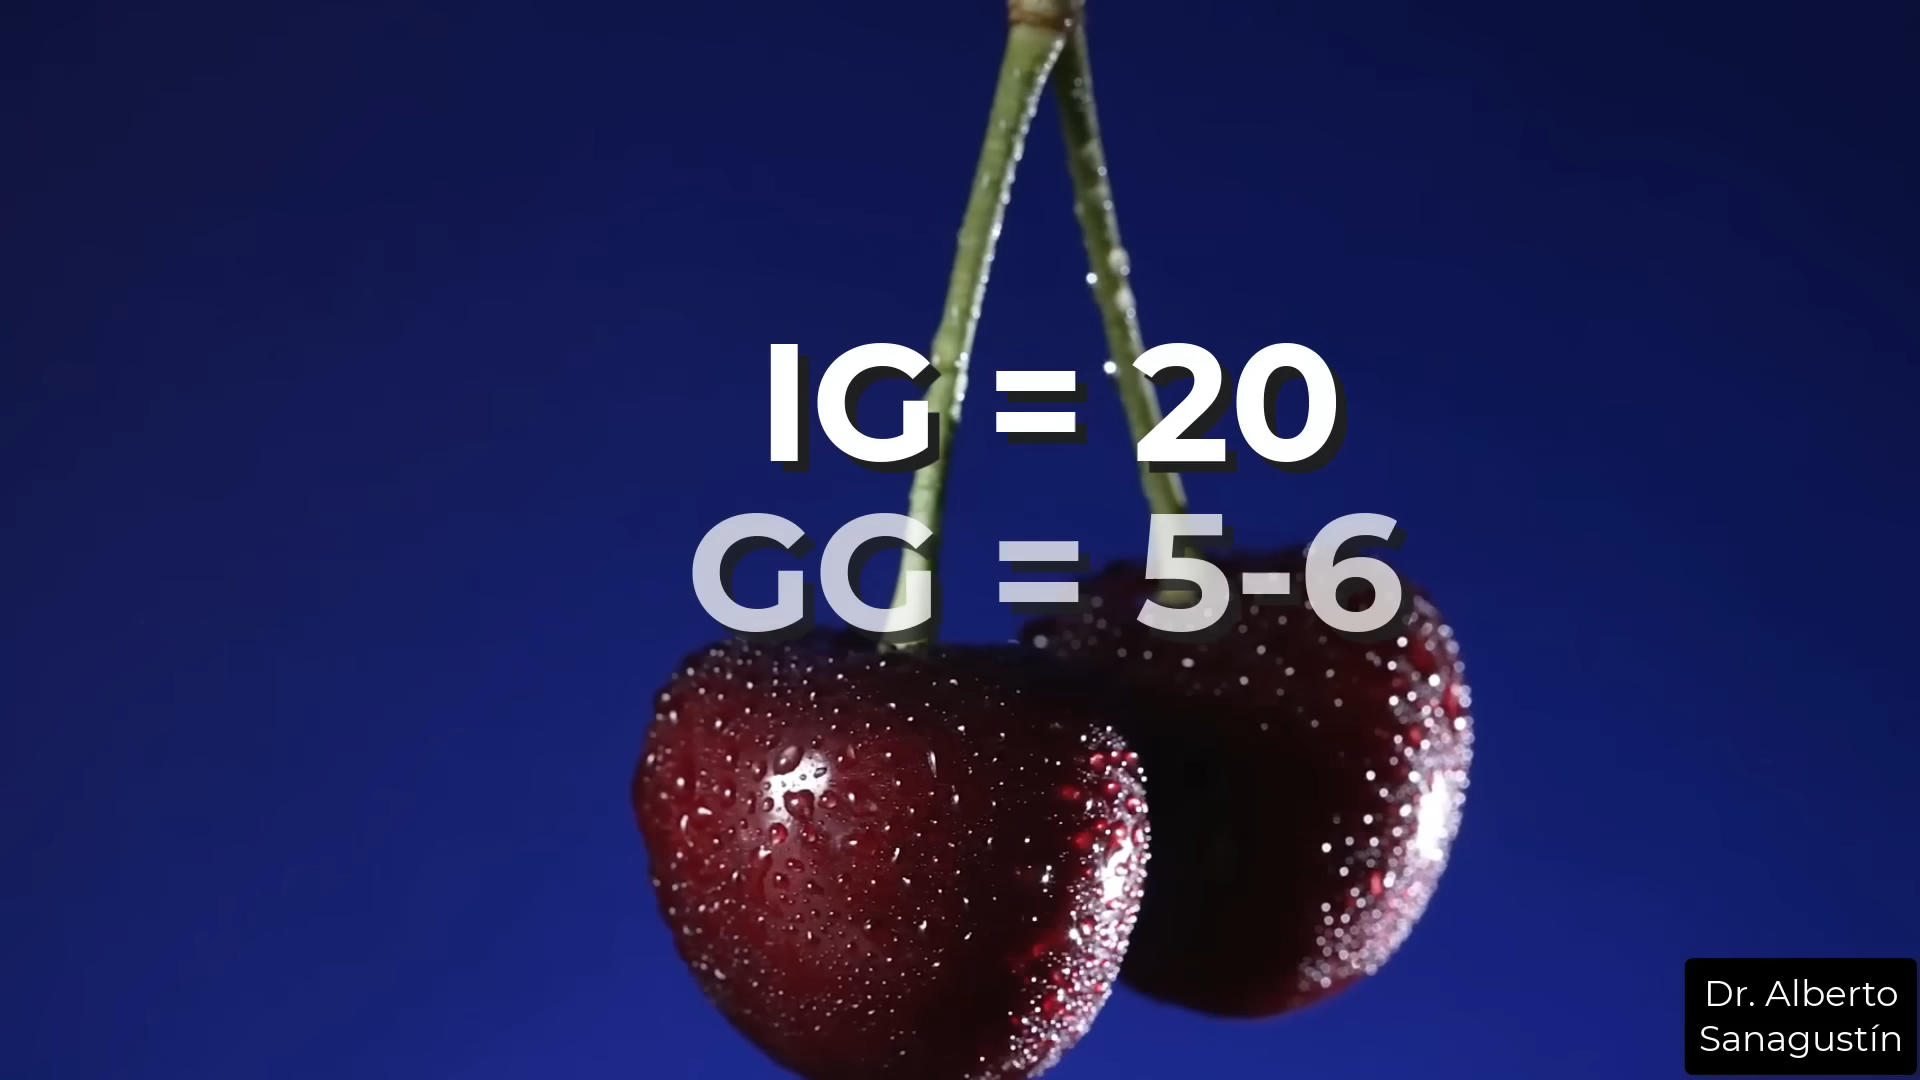 IG = 20
GG = 5-6
Dr. Alberto
Sanagustín